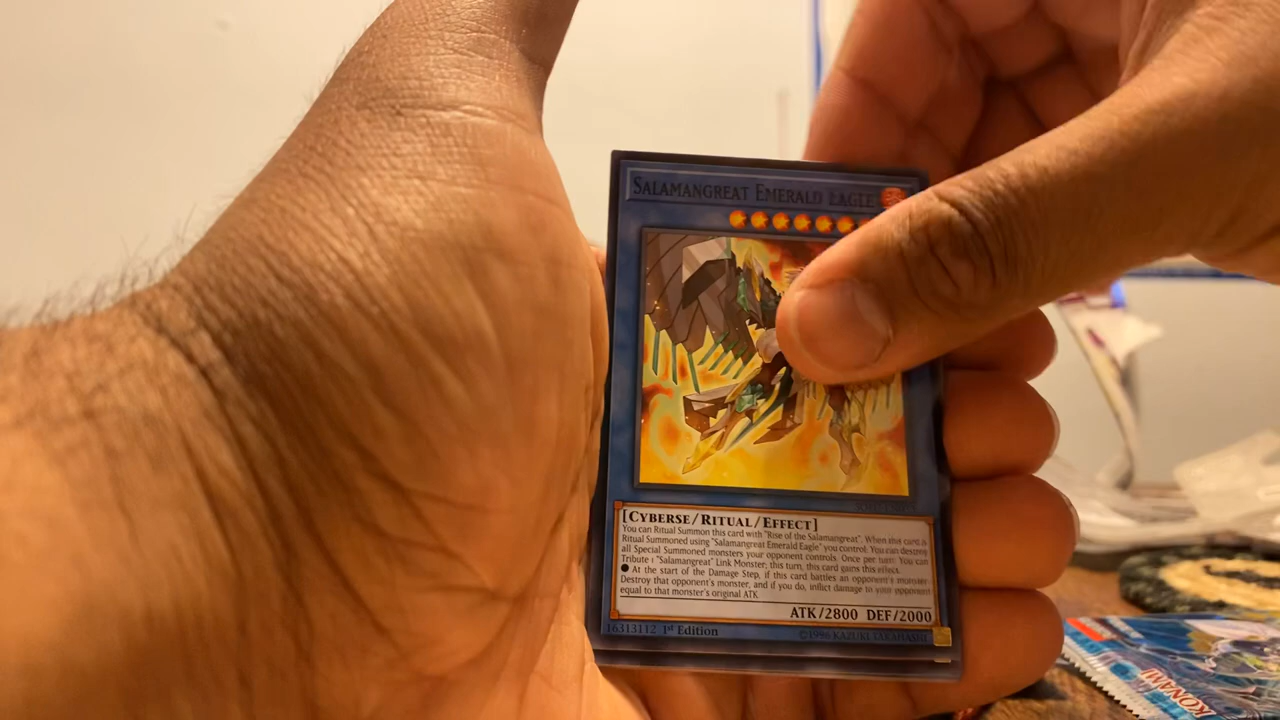 SALAMANGREAT EMERALD EAGLE
[CYBERSE/RITUAL/EFFECT]
You can Ritual Summon this card with "Rise of the Salamangreat". When this card is
Ritual Summoned using "Salamangreat Emerald Eagle" you control: You can destroy
all Special Summoned monsters your opponent controls. Once per turn: You can
Tribute 1 "Salamangreat" Link Monster; this turn, this card gains this effect.
● At the start of the Damage Step, if this card battles an opponent's monster:
Destroy that opponent's monster, and if you do, inflict damage to your opponent
equal to that monster's original ATK
ATK/2800 DEF/2000
16313112 1st Edition
©1996 KAZUKI TAKAHASHI
KONAMI